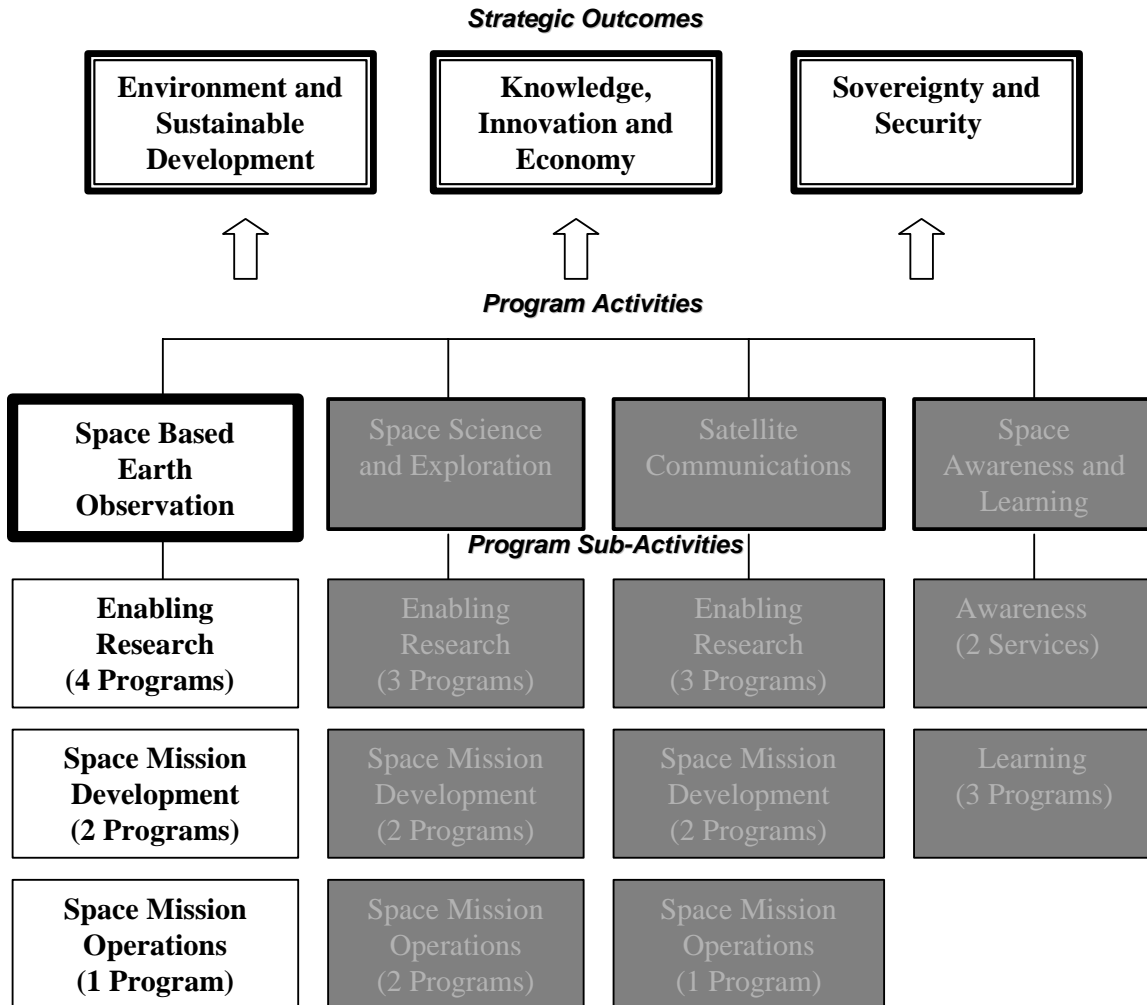 Strategic Outcomes
Environment and
Sustainable
Development
Knowledge,
Innovation and
Economy
Sovereignty and
Security
Program Activities
Space Based
Earth
Observation
Space Science
and Exploration
Satellite
Communications
Space
Awareness and
Learning
Program Sub-Activities
Enabling
Research
(4 Programs)
Enabling
Research
(3 Programs)
Enabling
Research
(3 Programs)
Awareness
(2 Services)
Space Mission
Development
(2 Programs)
Space Mission
Development
(2 Programs)
Space Mission
Development
(2 Programs)
Learning
(3 Programs)
Space Mission
Operations
(1 Program)
Space Mission
Operations
(2 Programs)
Space Mission
Operations
(1 Program)